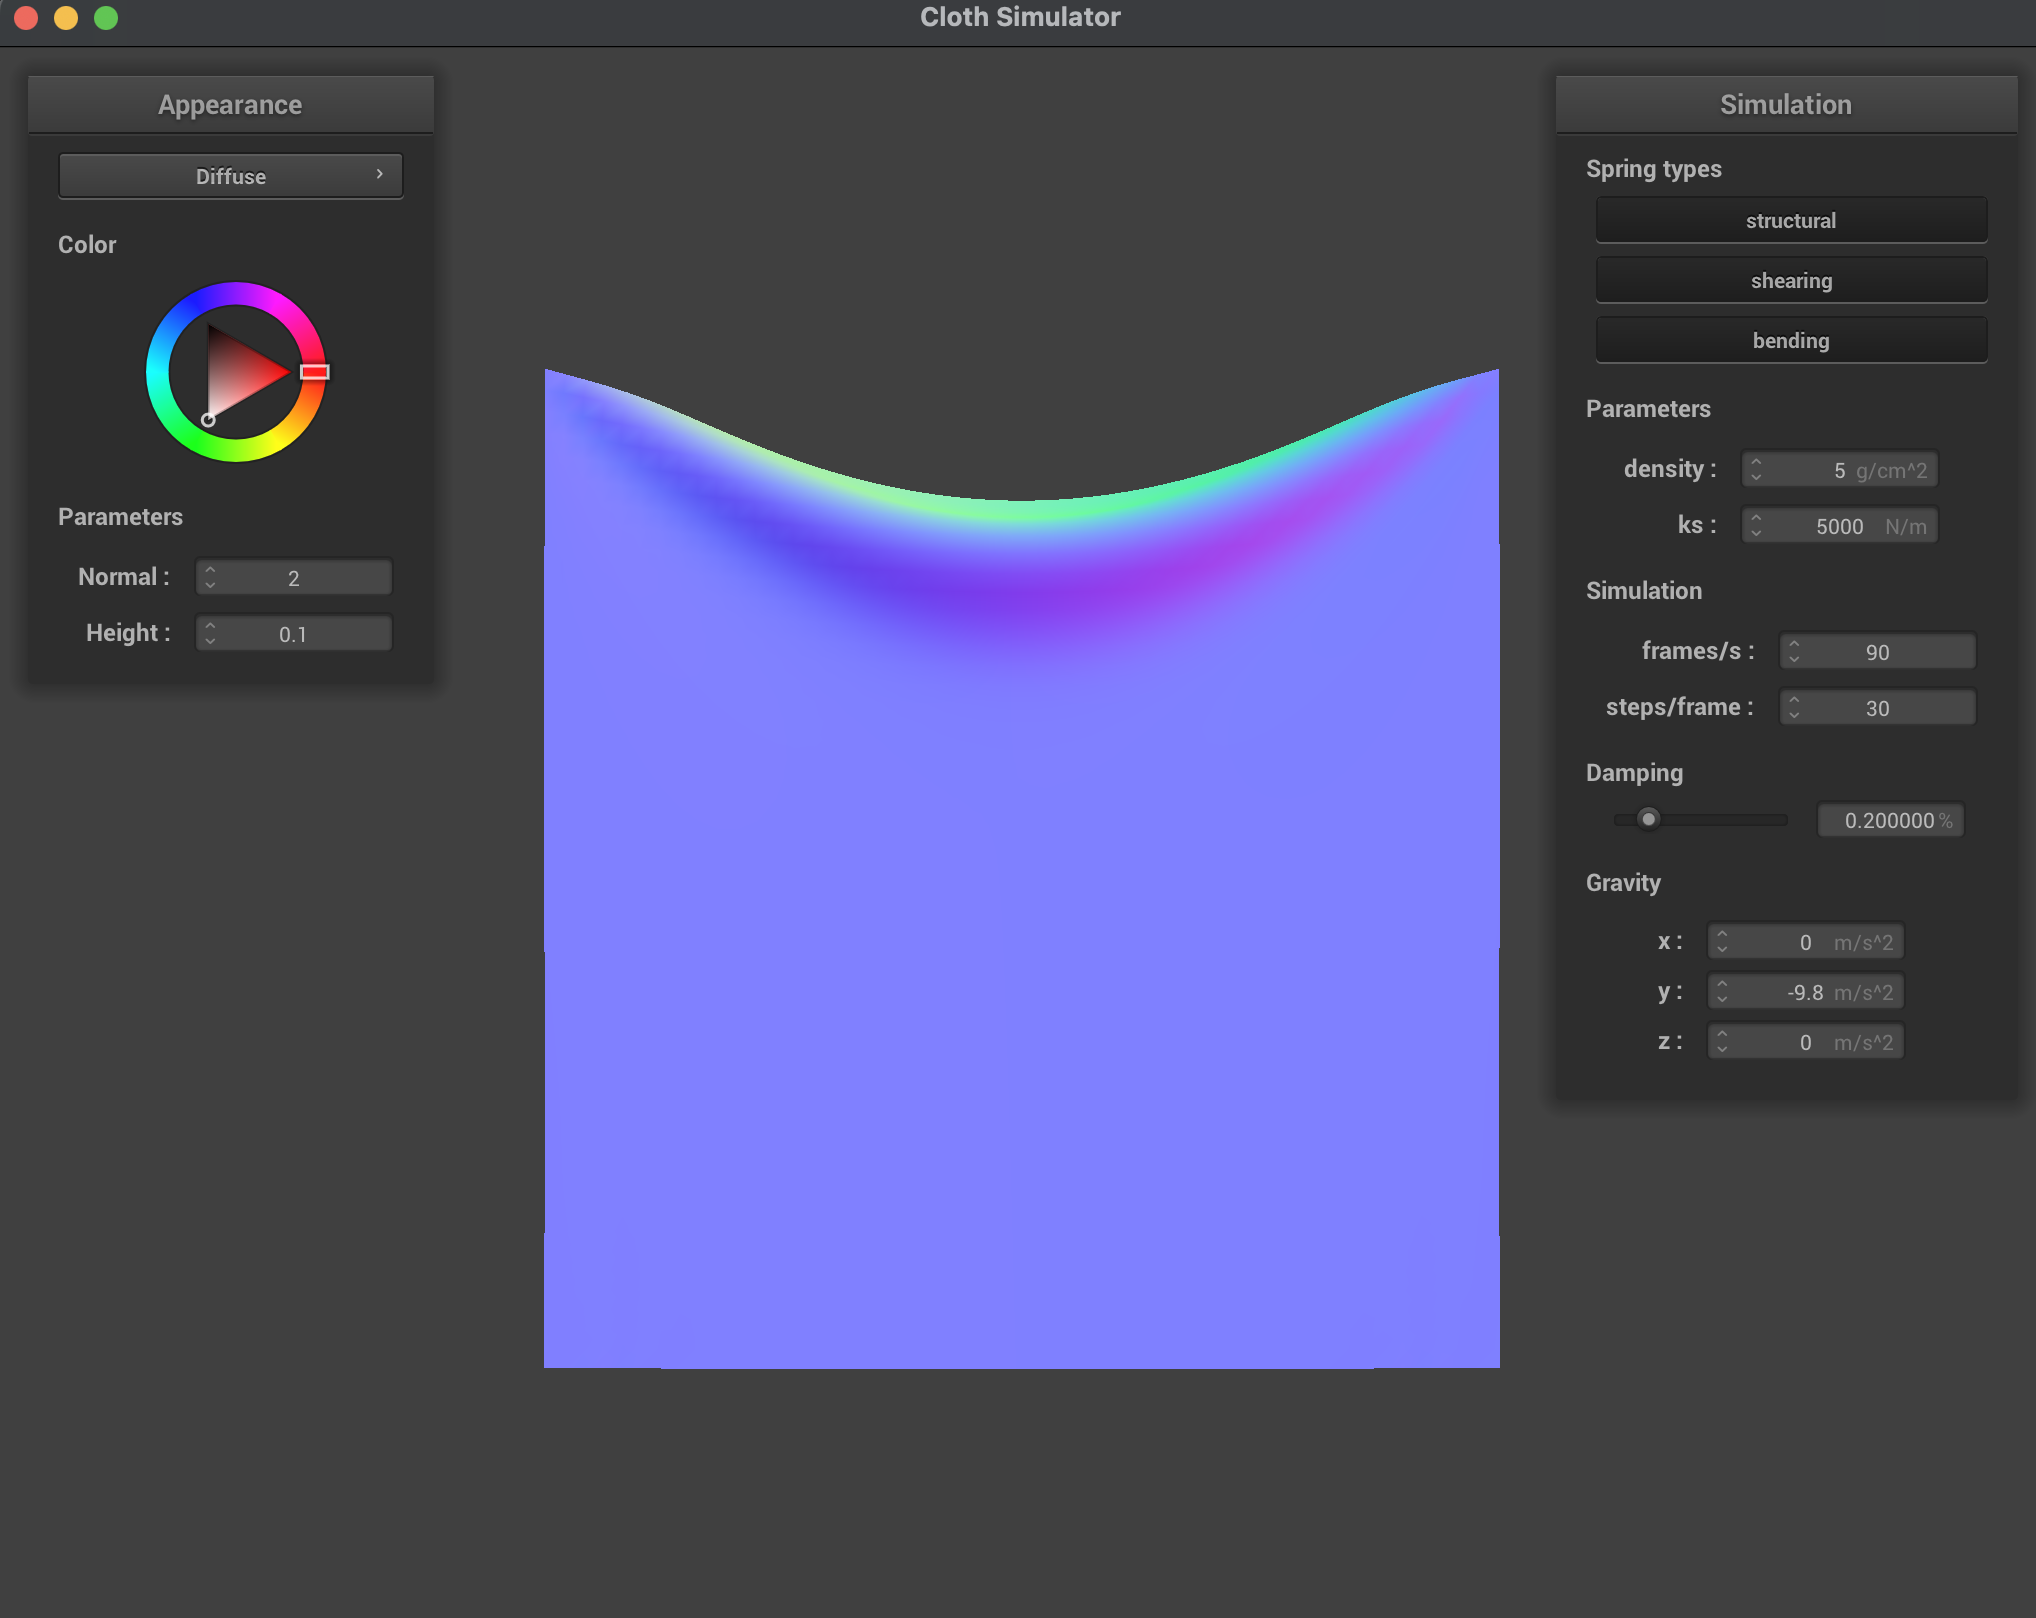 Cloth Simulator
Appearance
Diffuse ›
Color
Parameters
Normal : 2
Height : 0.1
Simulation
Spring types
structural
shearing
bending
Parameters
density : 5 g/cm^2
ks : 5000 N/m
Simulation
frames/s : 90
steps/frame : 30
Damping
0.200000 %
Gravity
x : 0 m/s^2
y : -9.8 m/s^2
z : 0 m/s^2